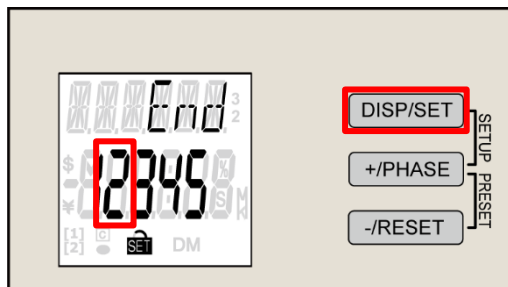 End
3
2
12345
$
¥
%
S
M
[1]
[2]
C
SET
DM
DISP/SET
+/PHASE
-/RESET
SETUP
PRESET